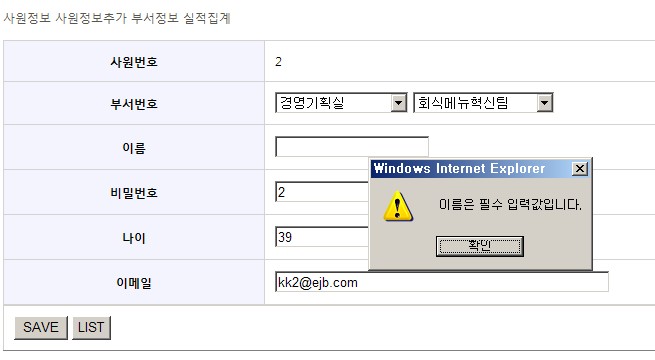 사원정보 사원정보추가 부서정보 실적집계
사원번호 2
부서번호 경영기획실 회식메뉴혁신팀
이름
Windows Internet Explorer
이름은 필수 입력값입니다.
확인
비밀번호 2
나이 39
이메일 kk2@ejb.com
SAVE LIST